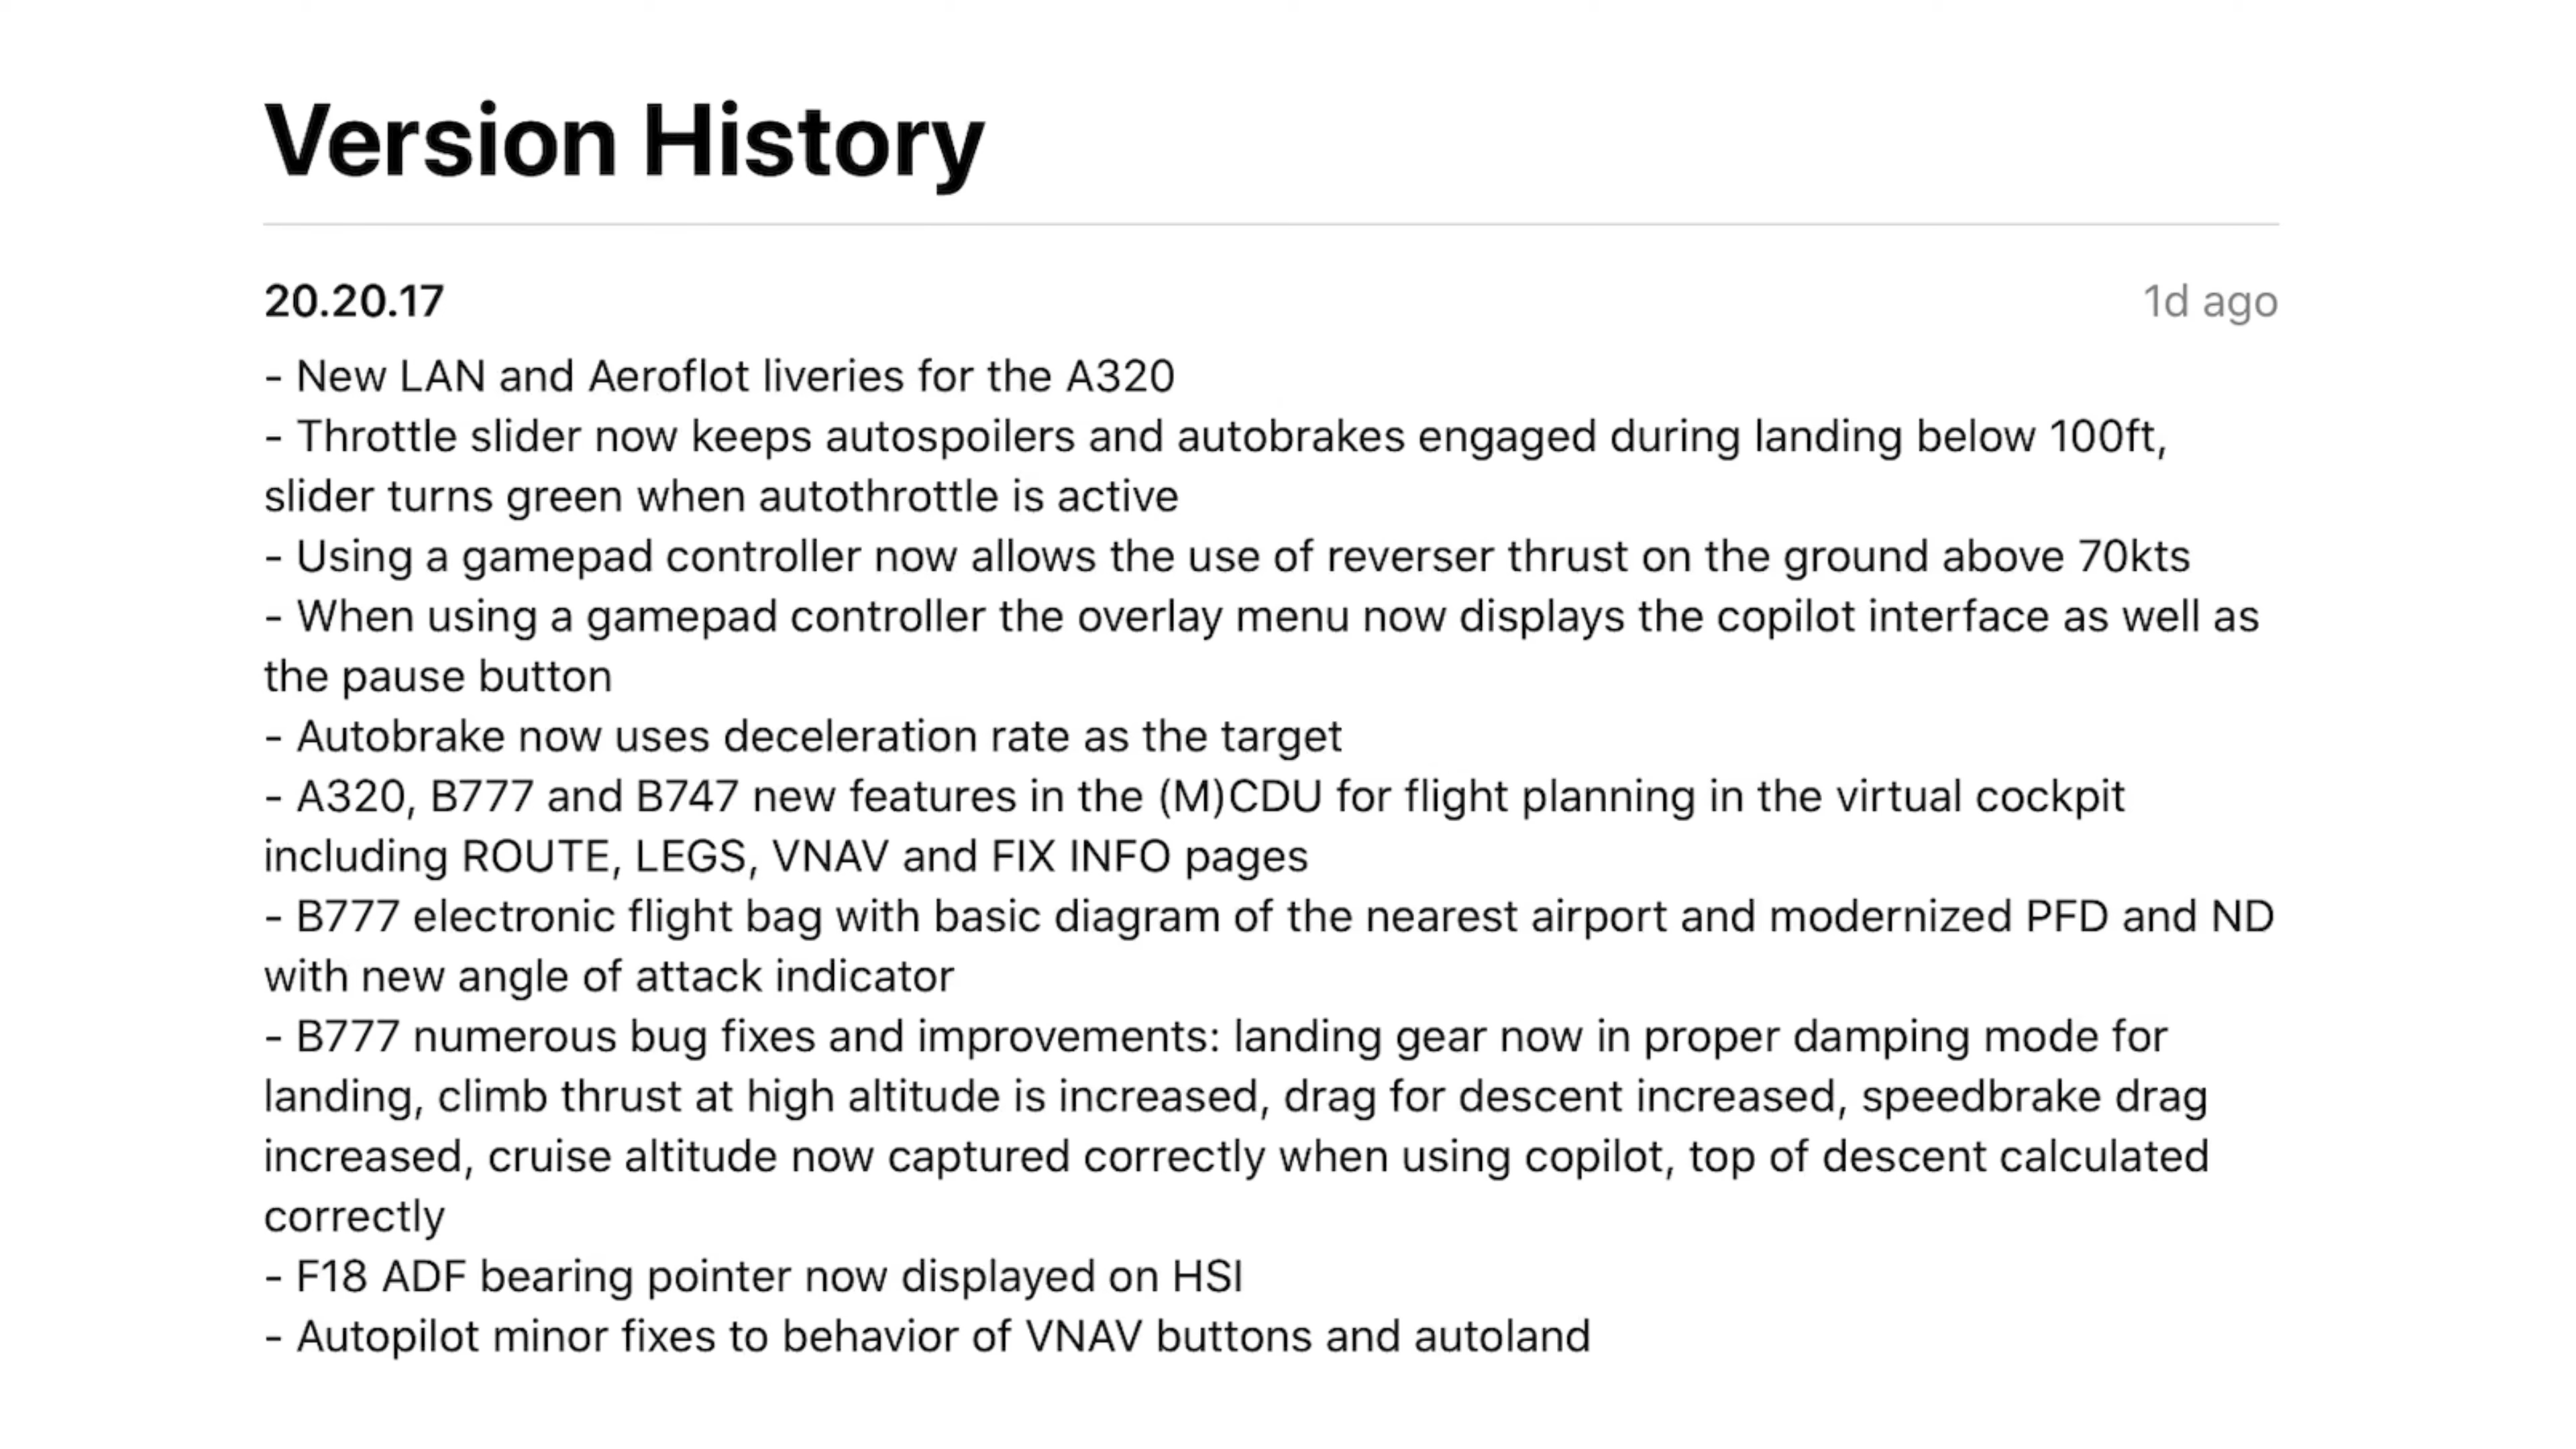 Version History
20.20.17
1d ago
- New LAN and Aeroflot liveries for the A320
- Throttle slider now keeps autospoilers and autobrakes engaged during landing below 100ft,
slider turns green when autothrottle is active
- Using a gamepad controller now allows the use of reverser thrust on the ground above 70kts
- When using a gamepad controller the overlay menu now displays the copilot interface as well as
the pause button
- Autobrake now uses deceleration rate as the target
- A320, B777 and B747 new features in the (M)CDU for flight planning in the virtual cockpit
including ROUTE, LEGS, VNAV and FIX INFO pages
- B777 electronic flight bag with basic diagram of the nearest airport and modernized PFD and ND
with new angle of attack indicator
- B777 numerous bug fixes and improvements: landing gear now in proper damping mode for
landing, climb thrust at high altitude is increased, drag for descent increased, speedbrake drag
increased, cruise altitude now captured correctly when using copilot, top of descent calculated
correctly
- F18 ADF bearing pointer now displayed on HSI
- Autopilot minor fixes to behavior of VNAV buttons and autoland